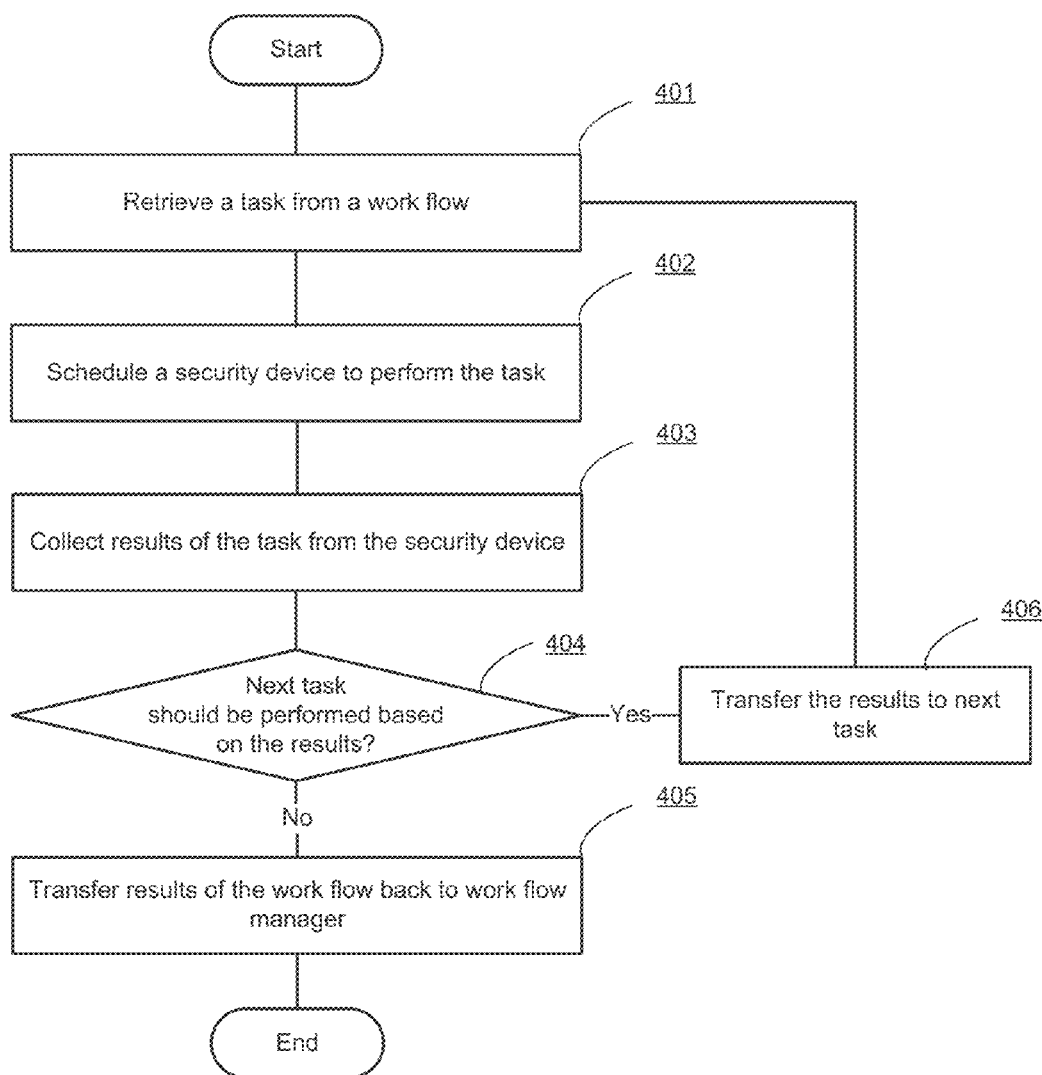 Start
401
Retrieve a task from a work flow
402
Schedule a security device to perform the task
403
Collect results of the task from the security device
404
Next task
should be performed based
on the results?
Yes
406
Transfer the results to next
task
No
405
Transfer results of the work flow back to work flow
manager
End